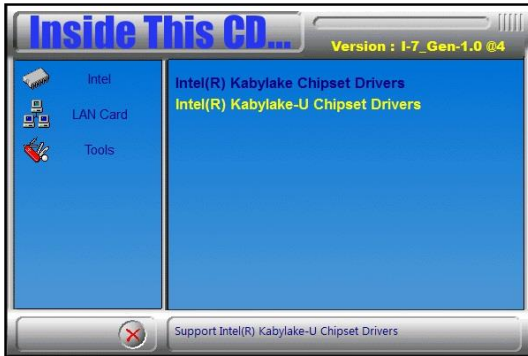 Inside This CD...
Version : I-7_Gen-1.0 @4
Intel
LAN Card
Tools
Intel(R) Kabylake Chipset Drivers
Intel(R) Kabylake-U Chipset Drivers
Support Intel(R) Kabylake-U Chipset Drivers